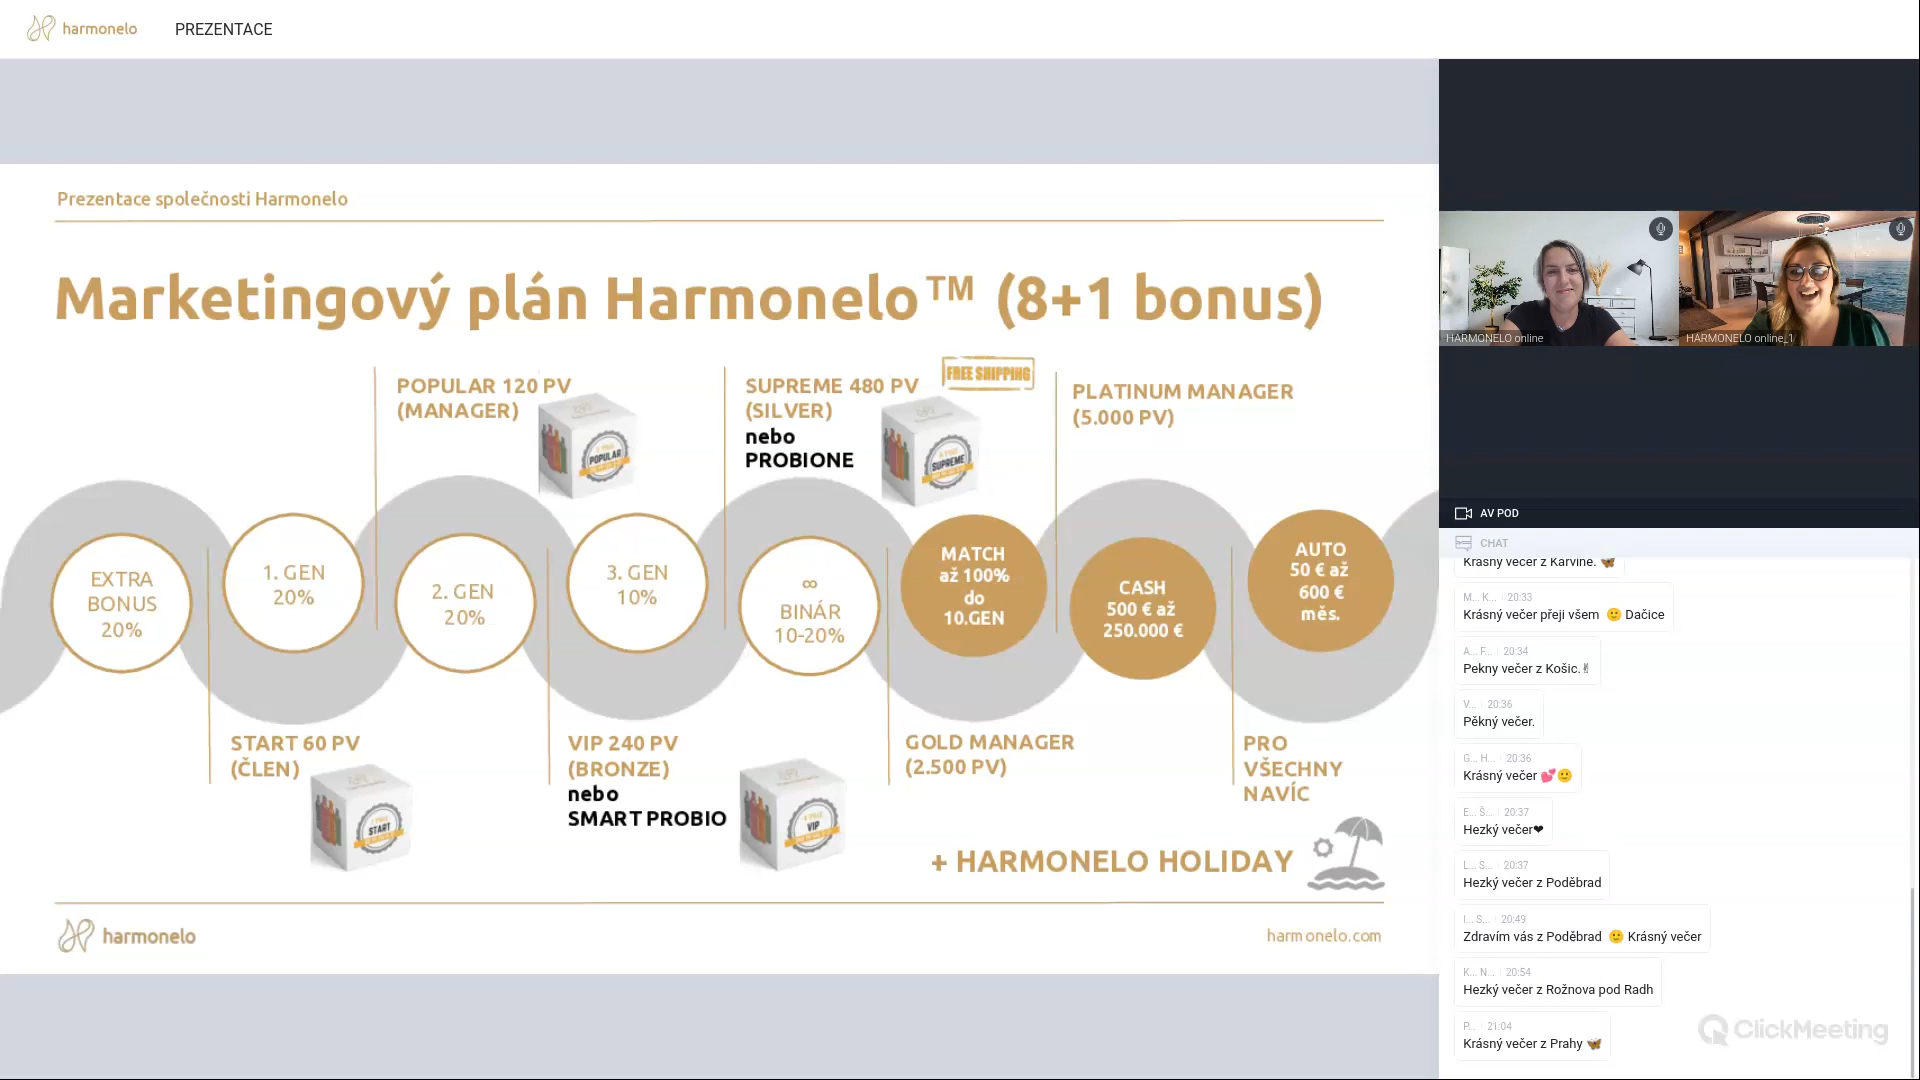 harmonelo
PREZENTACE
Prezentace společnosti Harmonelo
Marketingový plán Harmonelo™ (8+1 bonus)
POPULAR 120 PV
(MANAGER)
POPULAR
SUPREME 480 PV
(SILVER)
nebo
PROBIONE
FREE SHIPPING
SUPREME
PLATINUM MANAGER
(5.000 PV)
EXTRA
BONUS
20%
1. GEN
20%
2. GEN
20%
3. GEN
10%
∞
BINÁR
10-20%
MATCH
až 100%
do
10.GEN
CASH
500 € až
250.000 €
AUTO
50 € až
600 €
měs.
START 60 PV
(ČLEN)
START
VIP 240 PV
(BRONZE)
nebo
SMART PROBIO
VIP
GOLD MANAGER
(2.500 PV)
PRO
VŠECHNY
NAVÍC
+ HARMONELO HOLIDAY
harmonelo
harmonelo.com
HARMONELO online
HARMONELO online_1
AV POD
CHAT
Krásný večer z Karviné. 🦋
M... K... 20:33
Krásný večer přeji všem 🙂 Dačice
A... F... 20:34
Pekny večer z Košic.✌
V... 20:36
Pěkný večer.
G... H... 20:36
Krásný večer 💕🙂
E... Š... 20:37
Hezký večer❤
L... S... 20:37
Hezký večer z Poděbrad
I... S... 20:49
Zdravím vás z Poděbrad 🙂 Krásný večer
K... N... 20:54
Hezký večer z Rožnova pod Radh
P... 21:04
Krásný večer z Prahy 🦋
ClickMeeting